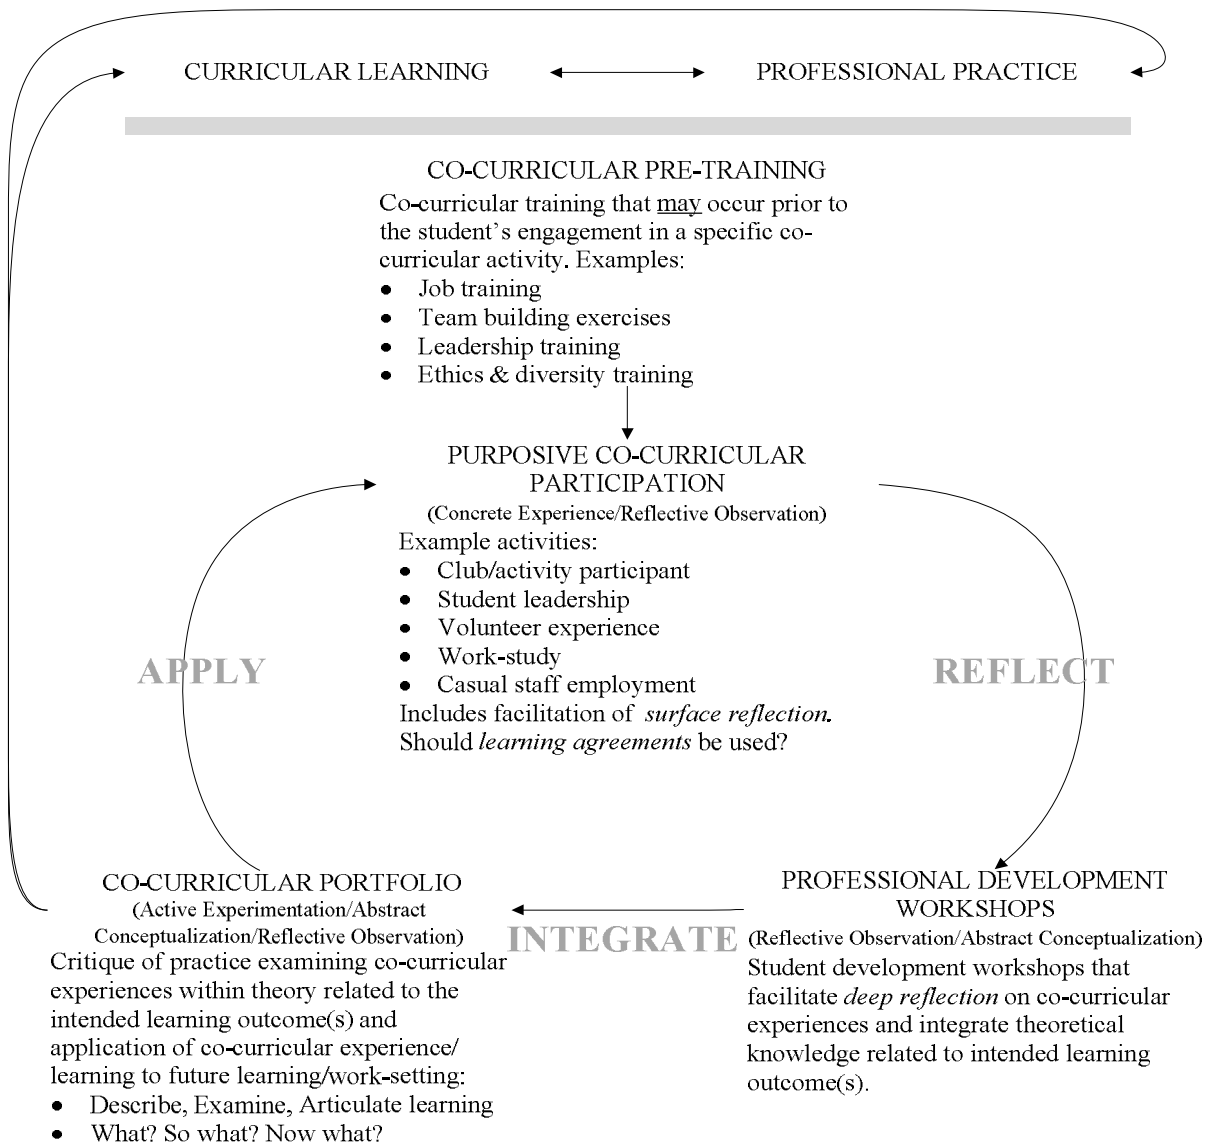 CURRICULAR LEARNING
PROFESSIONAL PRACTICE
CO-CURRICULAR PRE-TRAINING
Co-curricular training that may occur prior to
the student's engagement in a specific co-
curricular activity. Examples:
● Job training
● Team building exercises
● Leadership training
● Ethics & diversity training
PURPOSIVE CO-CURRICULAR
PARTICIPATION
(Concrete Experience/Reflective Observation)
Example activities:
● Club/activity participant
● Student leadership
● Volunteer experience
● Work-study
● Casual staff employment
Includes facilitation of surface reflection.
Should learning agreements be used?
APPLY
REFLECT
CO-CURRICULAR PORTFOLIO
(Active Experimentation/Abstract
Conceptualization/Reflective Observation)
Critique of practice examining co-curricular
experiences within theory related to the
intended learning outcome(s) and
application of co-curricular experience/
learning to future learning/work-setting:
● Describe, Examine, Articulate learning
● What? So what? Now what?
INTEGRATE
PROFESSIONAL DEVELOPMENT
WORKSHOPS
(Reflective Observation/Abstract Conceptualization)
Student development workshops that
facilitate deep reflection on co-curricular
experiences and integrate theoretical
knowledge related to intended learning
outcome(s).